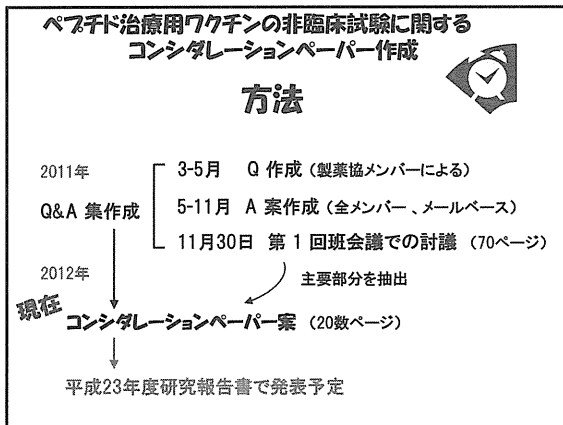 ペプチド治療用ワクチンの非臨床試験に関する
コンシダレーションペーパー作成
方法
2011年
3-5月 Q 作成 (製薬協メンバーによる)
Q&A 集作成
5-11月 A 案作成 (全メンバー、メールベース)
11月30日 第1回班会議での討議 (70ページ)
2012年
主要部分を抽出
現在
コンシダレーションペーパー案 (20数ページ)
平成23年度研究報告書で発表予定